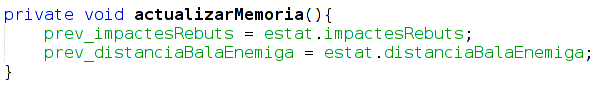 private void actualizarMemoria(){
prev_impactesRebuts = estat.impactesRebuts;
prev_distanciaBalaEnemiga = estat.distanciaBalaEnemiga;
}